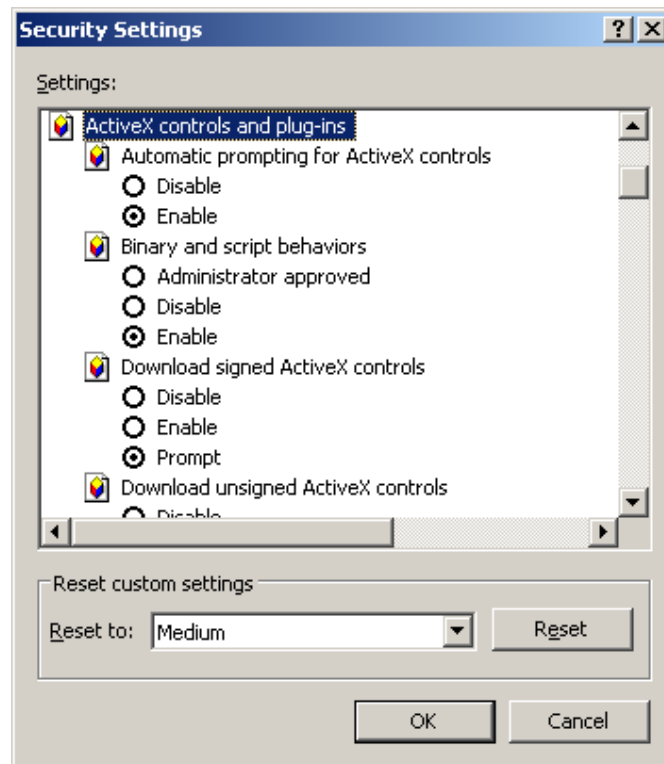 Security Settings
Settings:
ActiveX controls and plug-ins
Automatic prompting for ActiveX controls
Disable
Enable
Binary and script behaviors
Administrator approved
Disable
Enable
Download signed ActiveX controls
Disable
Enable
Prompt
Download unsigned ActiveX controls
Disable
Reset custom settings
Reset to: Medium Reset
OK Cancel